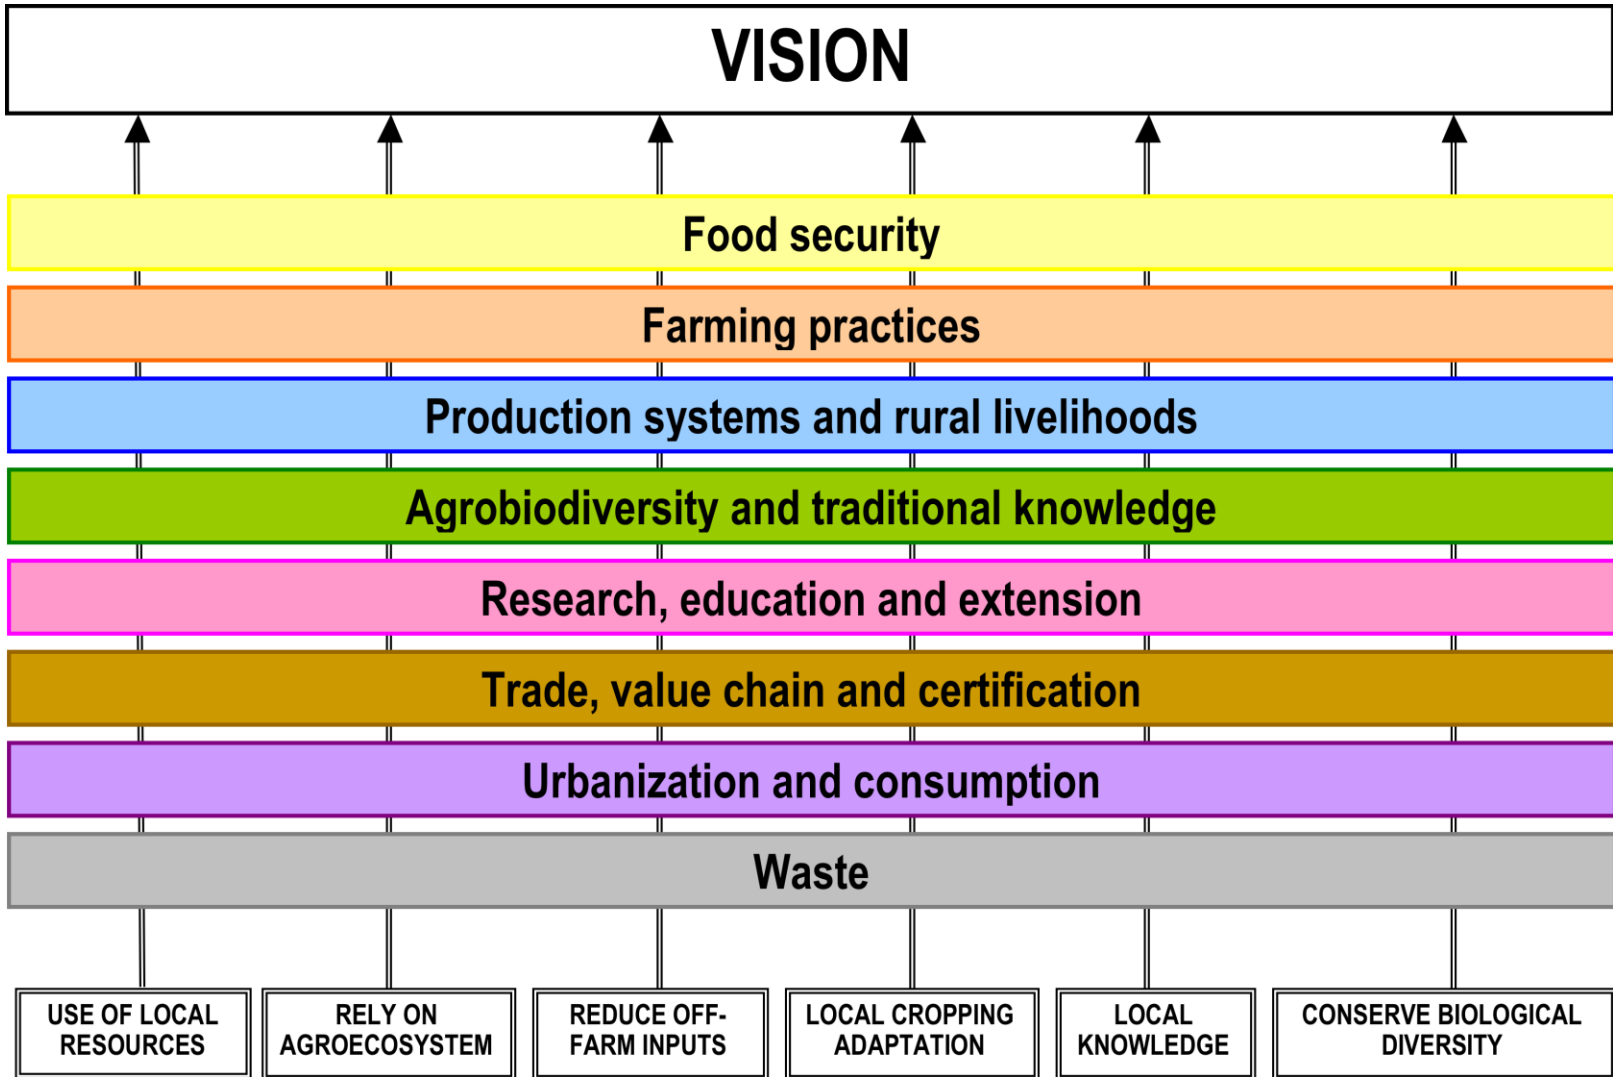 VISION
Food security
Farming practices
Production systems and rural livelihoods
Agrobiodiversity and traditional knowledge
Research, education and extension
Trade, value chain and certification
Urbanization and consumption
Waste
USE OF LOCAL
RESOURCES
RELY ON
AGROECOSYSTEM
REDUCE OFF-
FARM INPUTS
LOCAL CROPPING
ADAPTATION
LOCAL
KNOWLEDGE
CONSERVE BIOLOGICAL
DIVERSITY